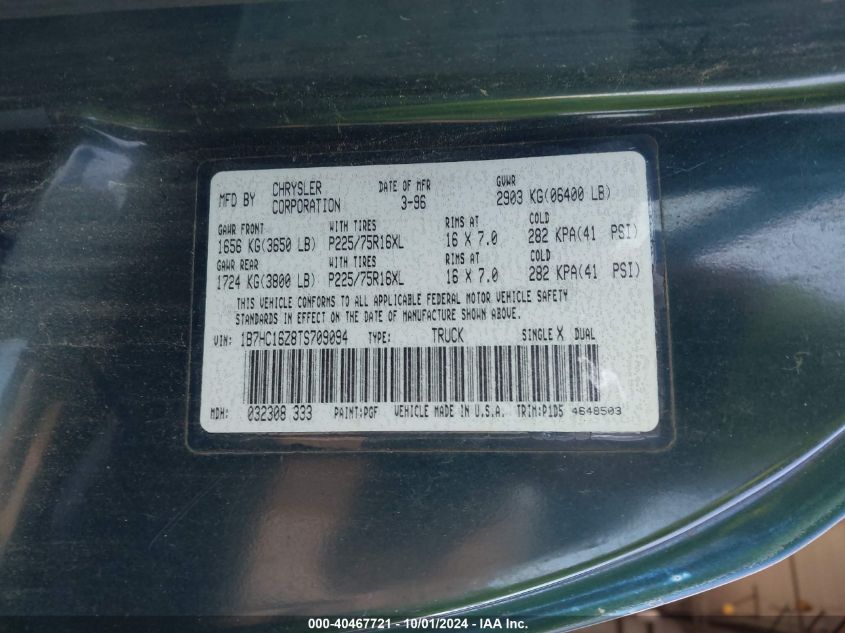 MFD BY CHRYSLER CORPORATION DATE OF MFR 3-96 GVWR 2903 KG(06400 LB)
GAWR FRONT WITH TIRES RIMS AT COLD
1656 KG(3650 LB) P225/75R16XL 16 X 7.0 282 KPA(41 PSI)
GAWR REAR WITH TIRES RIMS AT COLD
1724 KG(3800 LB) P225/75R16XL 16 X 7.0 282 KPA(41 PSI)
THIS VEHICLE CONFORMS TO ALL APPLICABLE FEDERAL MOTOR VEHICLE SAFETY
STANDARDS IN EFFECT ON THE DATE OF MANUFACTURE SHOWN ABOVE.
VIN: 1B7HC16Z8TS709094 TYPE: TRUCK SINGLE X DUAL
MDH: 032308 333 PAINT:PGF VEHICLE MADE IN U.S.A. TRIM:P1D5 4648503
000-40467721 - 10/01/2024 - IAA Inc.